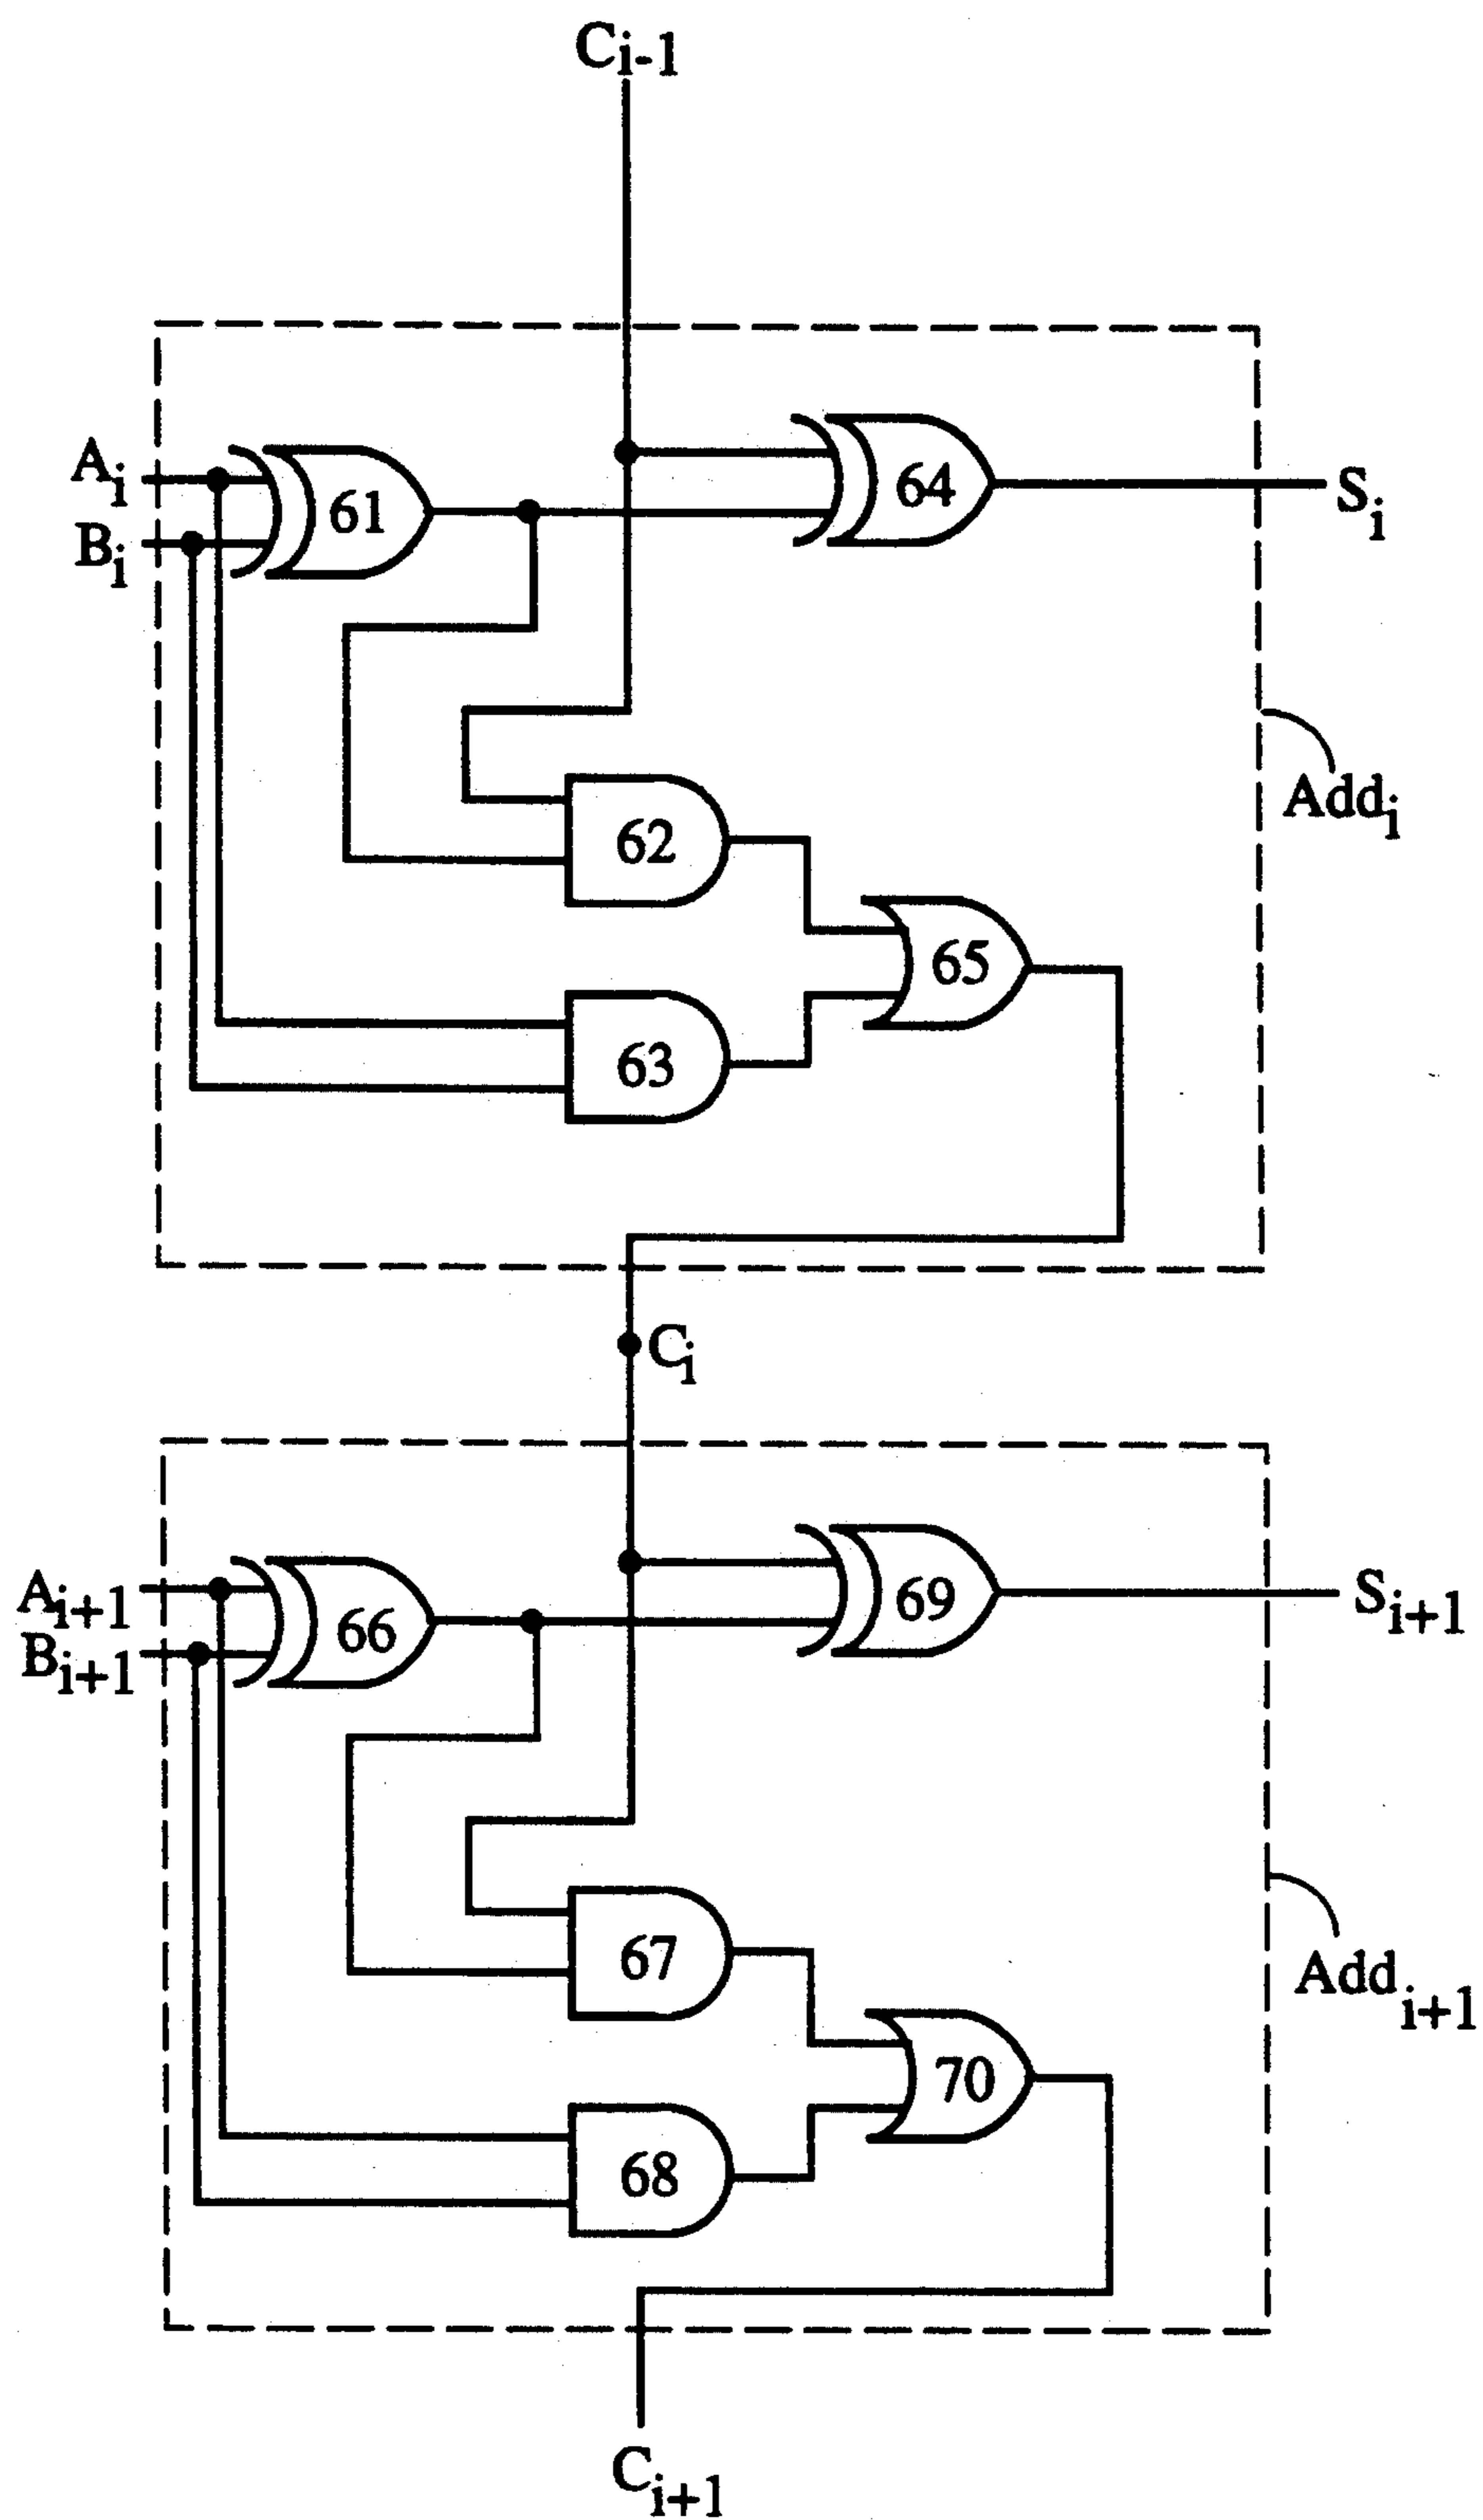 Ci-1
Ai
Bi
61
64
Si
62
Addi
65
63
Ci
Ai+1
Bi+1
66
69
Si+1
67
Addi+1
70
68
Ci+1